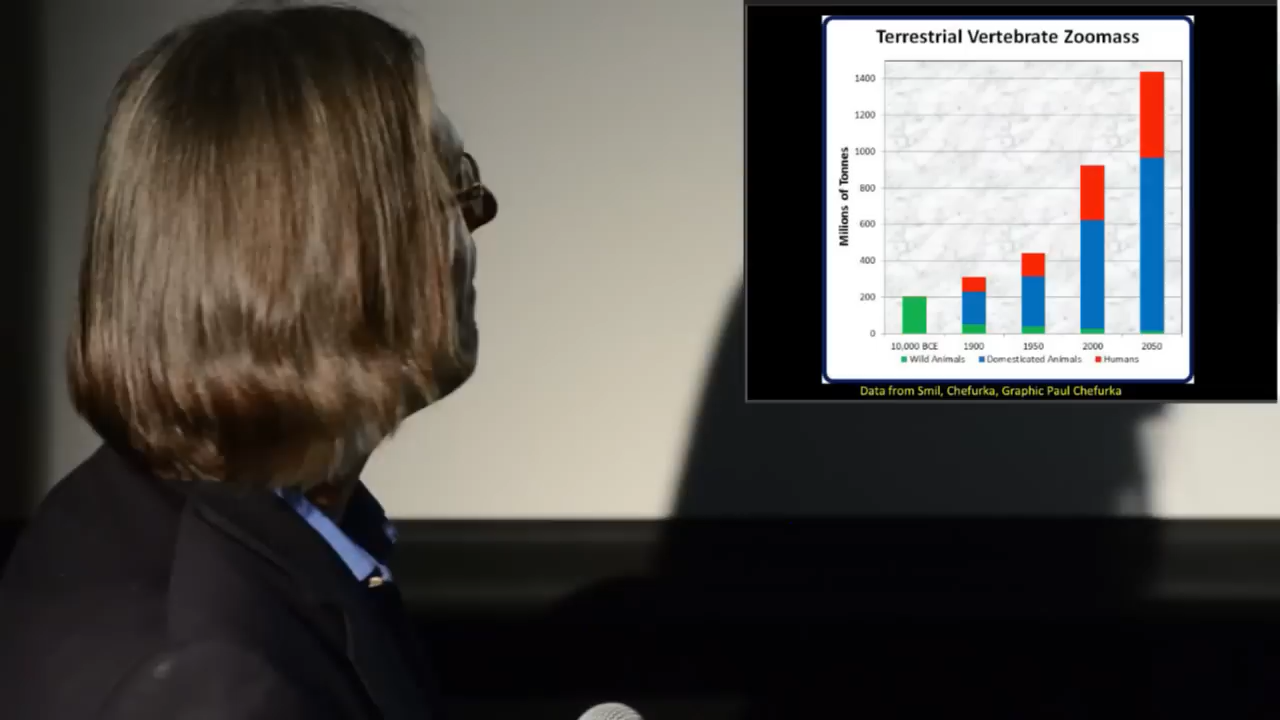 Terrestrial Vertebrate Zoomass
Milions of Tonnes
1400
1200
1000
800
600
400
200
0
10,000 BCE 1900 1950 2000 2050
Wild Animals Domesticated Animals Humans
Data from Smil, Chefurka, Graphic Paul Chefurka